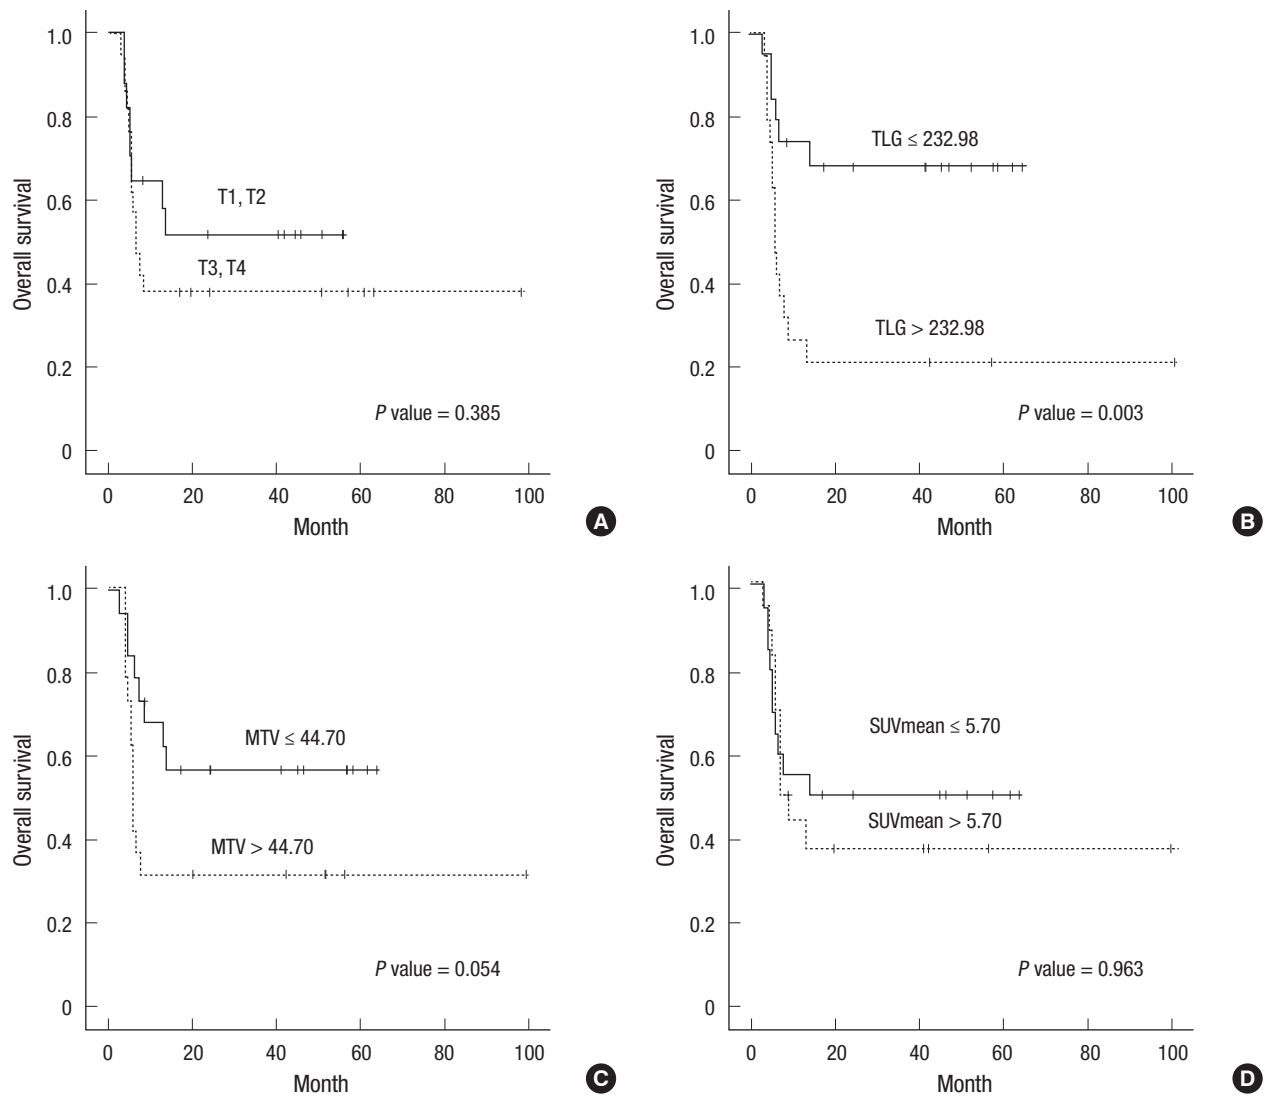 1.0
0.8
0.6
0.4
0.2
0
Overall survival
T1, T2
T3, T4
P value = 0.385
0 20 40 60 80 100
Month
A
1.0
0.8
0.6
0.4
0.2
0
Overall survival
TLG ≤ 232.98
TLG > 232.98
P value = 0.003
0 20 40 60 80 100
Month
B
1.0
0.8
0.6
0.4
0.2
0
Overall survival
MTV ≤ 44.70
MTV > 44.70
P value = 0.054
0 20 40 60 80 100
Month
C
1.0
0.8
0.6
0.4
0.2
0
Overall survival
SUVmean ≤ 5.70
SUVmean > 5.70
P value = 0.963
0 20 40 60 80 100
Month
D